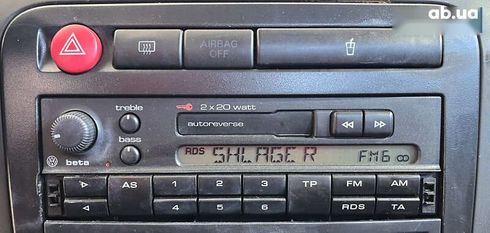 ab.ua
AIRBAG
OFF
treble
2 x 20 watt
autoreverse
bass
RDS SHLAGER FM6
beta
AS 1 2 3 TP FM AM
4 5 6 RDS TA